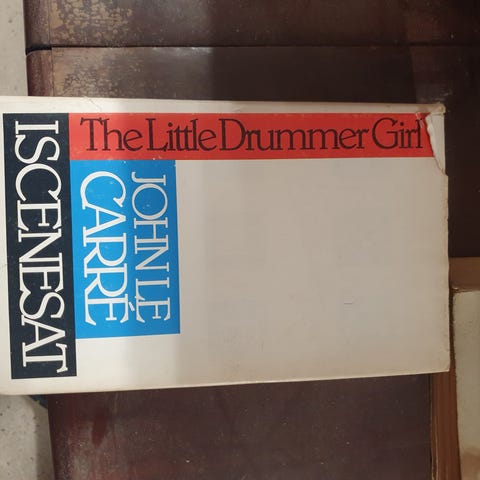 ISCENESAT
JOHN LE
CARRÉ
The Little Drummer Girl